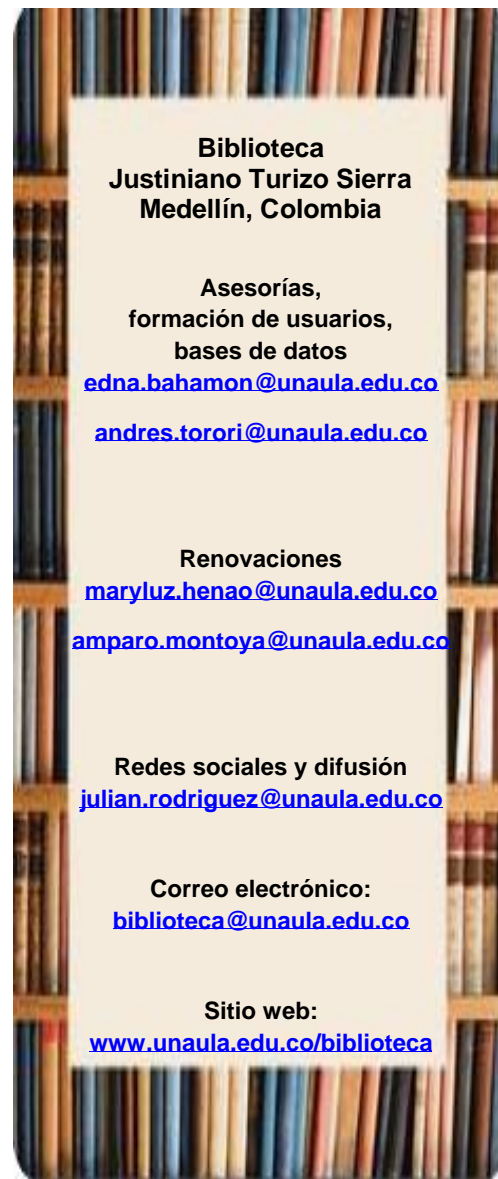 Biblioteca
Justiniano Turizo Sierra
Medellín, Colombia
Asesorías,
formación de usuarios,
bases de datos
edna.bahamon@unaula.edu.co
andres.torori@unaula.edu.co
Renovaciones
maryluz.henao@unaula.edu.co
amparo.montoya@unaula.edu.co
Redes sociales y difusión
julian.rodriguez@unaula.edu.co
Correo electrónico:
biblioteca@unaula.edu.co
Sitio web:
www.unaula.edu.co/biblioteca